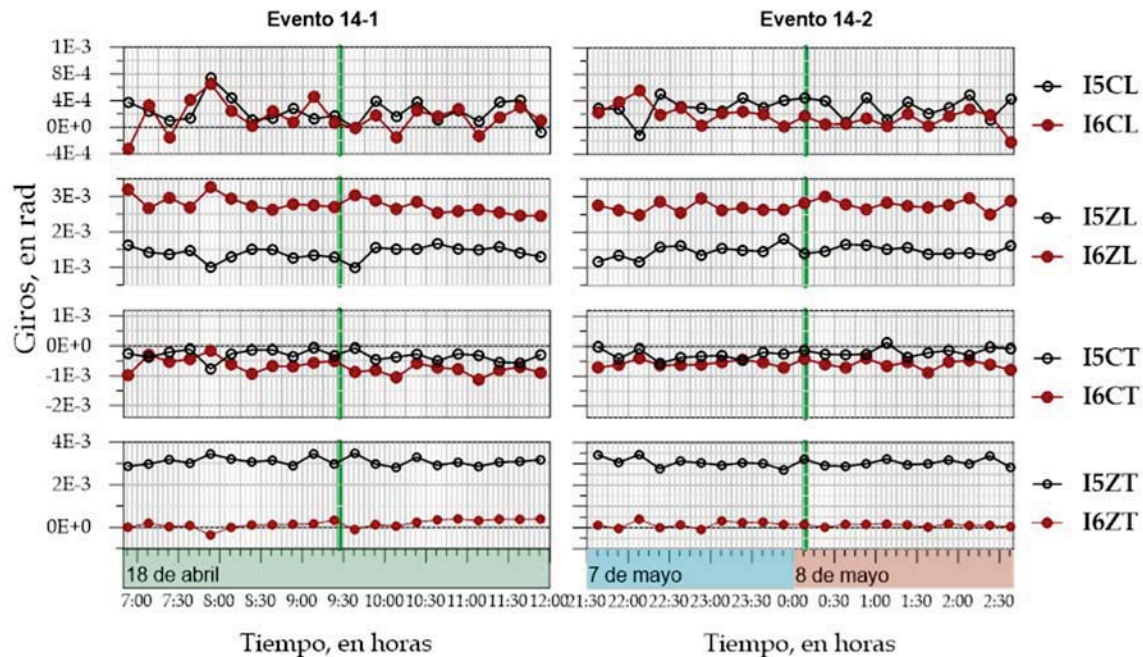 Evento 14-1
Evento 14-2
Giros, en rad
1E-3
8E-4
4E-4
0E+0
-4E-4
I5CL
I6CL
3E-3
2E-3
1E-3
I5ZL
I6ZL
1E-3
0E+0
-1E-3
-2E-3
I5CT
I6CT
4E-3
2E-3
0E+0
I5ZT
I6ZT
18 de abril
7 de mayo
8 de mayo
7:00 7:30 8:00 8:30 9:00 9:30 10:00 10:30 11:00 11:30 12:00
21:30 22:00 22:30 23:00 23:30 0:00 0:30 1:00 1:30 2:00 2:30
Tiempo, en horas
Tiempo, en horas